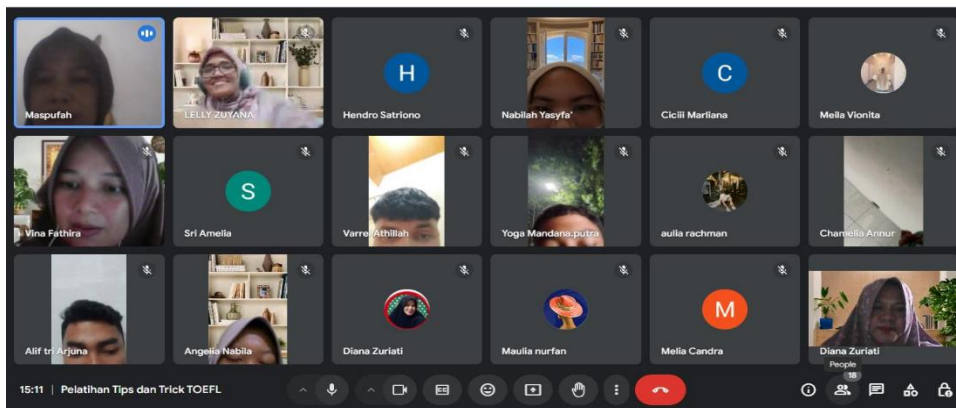 Maspufah
LELLY ZUYANA
H
Hendro Satriono
Nabilah Yasyfa'
C
Ciciii Marliana
Meila Vionita
Vina Fathira
S
Sri Amelia
Varrel Athillah
Yoga Mandana.putra
aulia rachman
Chamelia Annur
Alif tri Arjuna
Angelia Nabila
Diana Zuriati
Maulia nurfan
M
Melia Candra
Diana Zuriati
People
18
15:11 | Pelatihan Tips dan Trick TOEFL